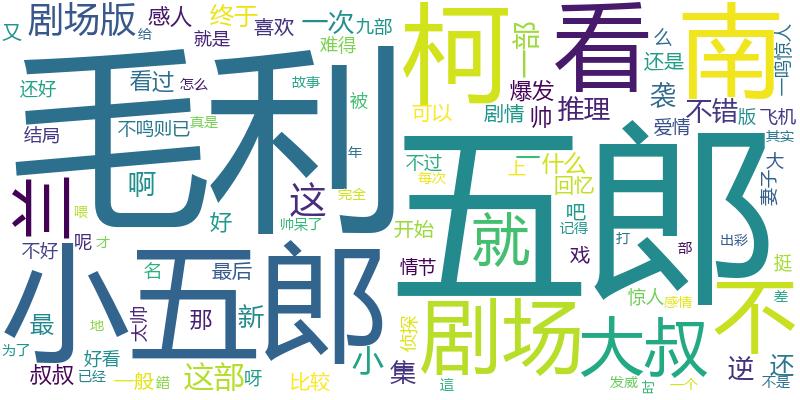 毛利
五郎
小五郎
柯
南
看
剧场
不
大叔
就
剧场版
又
感人
终于
给
喜欢
一次
九部
就是
难得
一部
么
还是
一鸣惊人
还好
看过
怎么
故事
被
爆发
推理
袭
不错
版
飞机
结局
不鸣则已
真是
年
可以
剧情
帅
爱情
其实
兰
啊
这
完全
不过
每次
上
一
什么
回忆
妻子
大
喂
好
帅呆了
开始
吧
记得
打
部
出彩
挺
不好
呢
才
名
最后
情节
戏
惊人
感情
差
最
地
太帅
那
新
侦探
逆
还
为了
好看
已经
叔叔
一般
錯
这部
呀
比较
小
集
這
发威
一个
不是